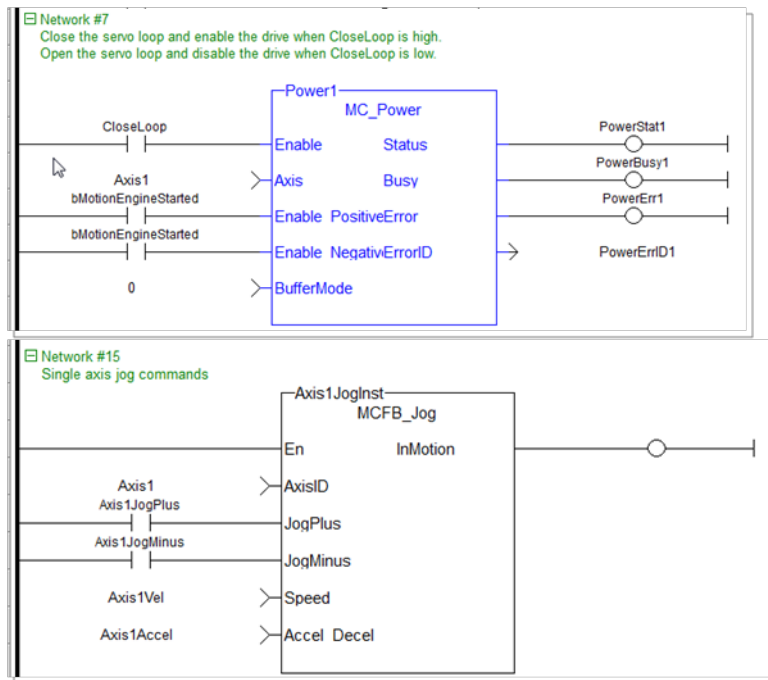 Network #7
Close the servo loop and enable the drive when CloseLoop is high.
Open the servo loop and disable the drive when CloseLoop is low.
Power1
MC_Power
CloseLoop
Enable
Status
PowerStat1
Axis1
Axis
Busy
PowerBusy1
bMotionEngineStarted
Enable PositiveError
PowerErr1
bMotionEngineStarted
Enable NegativErrorID
PowerErrID1
0
BufferMode
Network #15
Single axis jog commands
Axis1JogInst
MCFB_Jog
En
InMotion
Axis1
AxisID
Axis1JogPlus
JogPlus
Axis1JogMinus
JogMinus
Axis1Vel
Speed
Axis1Accel
Accel Decel